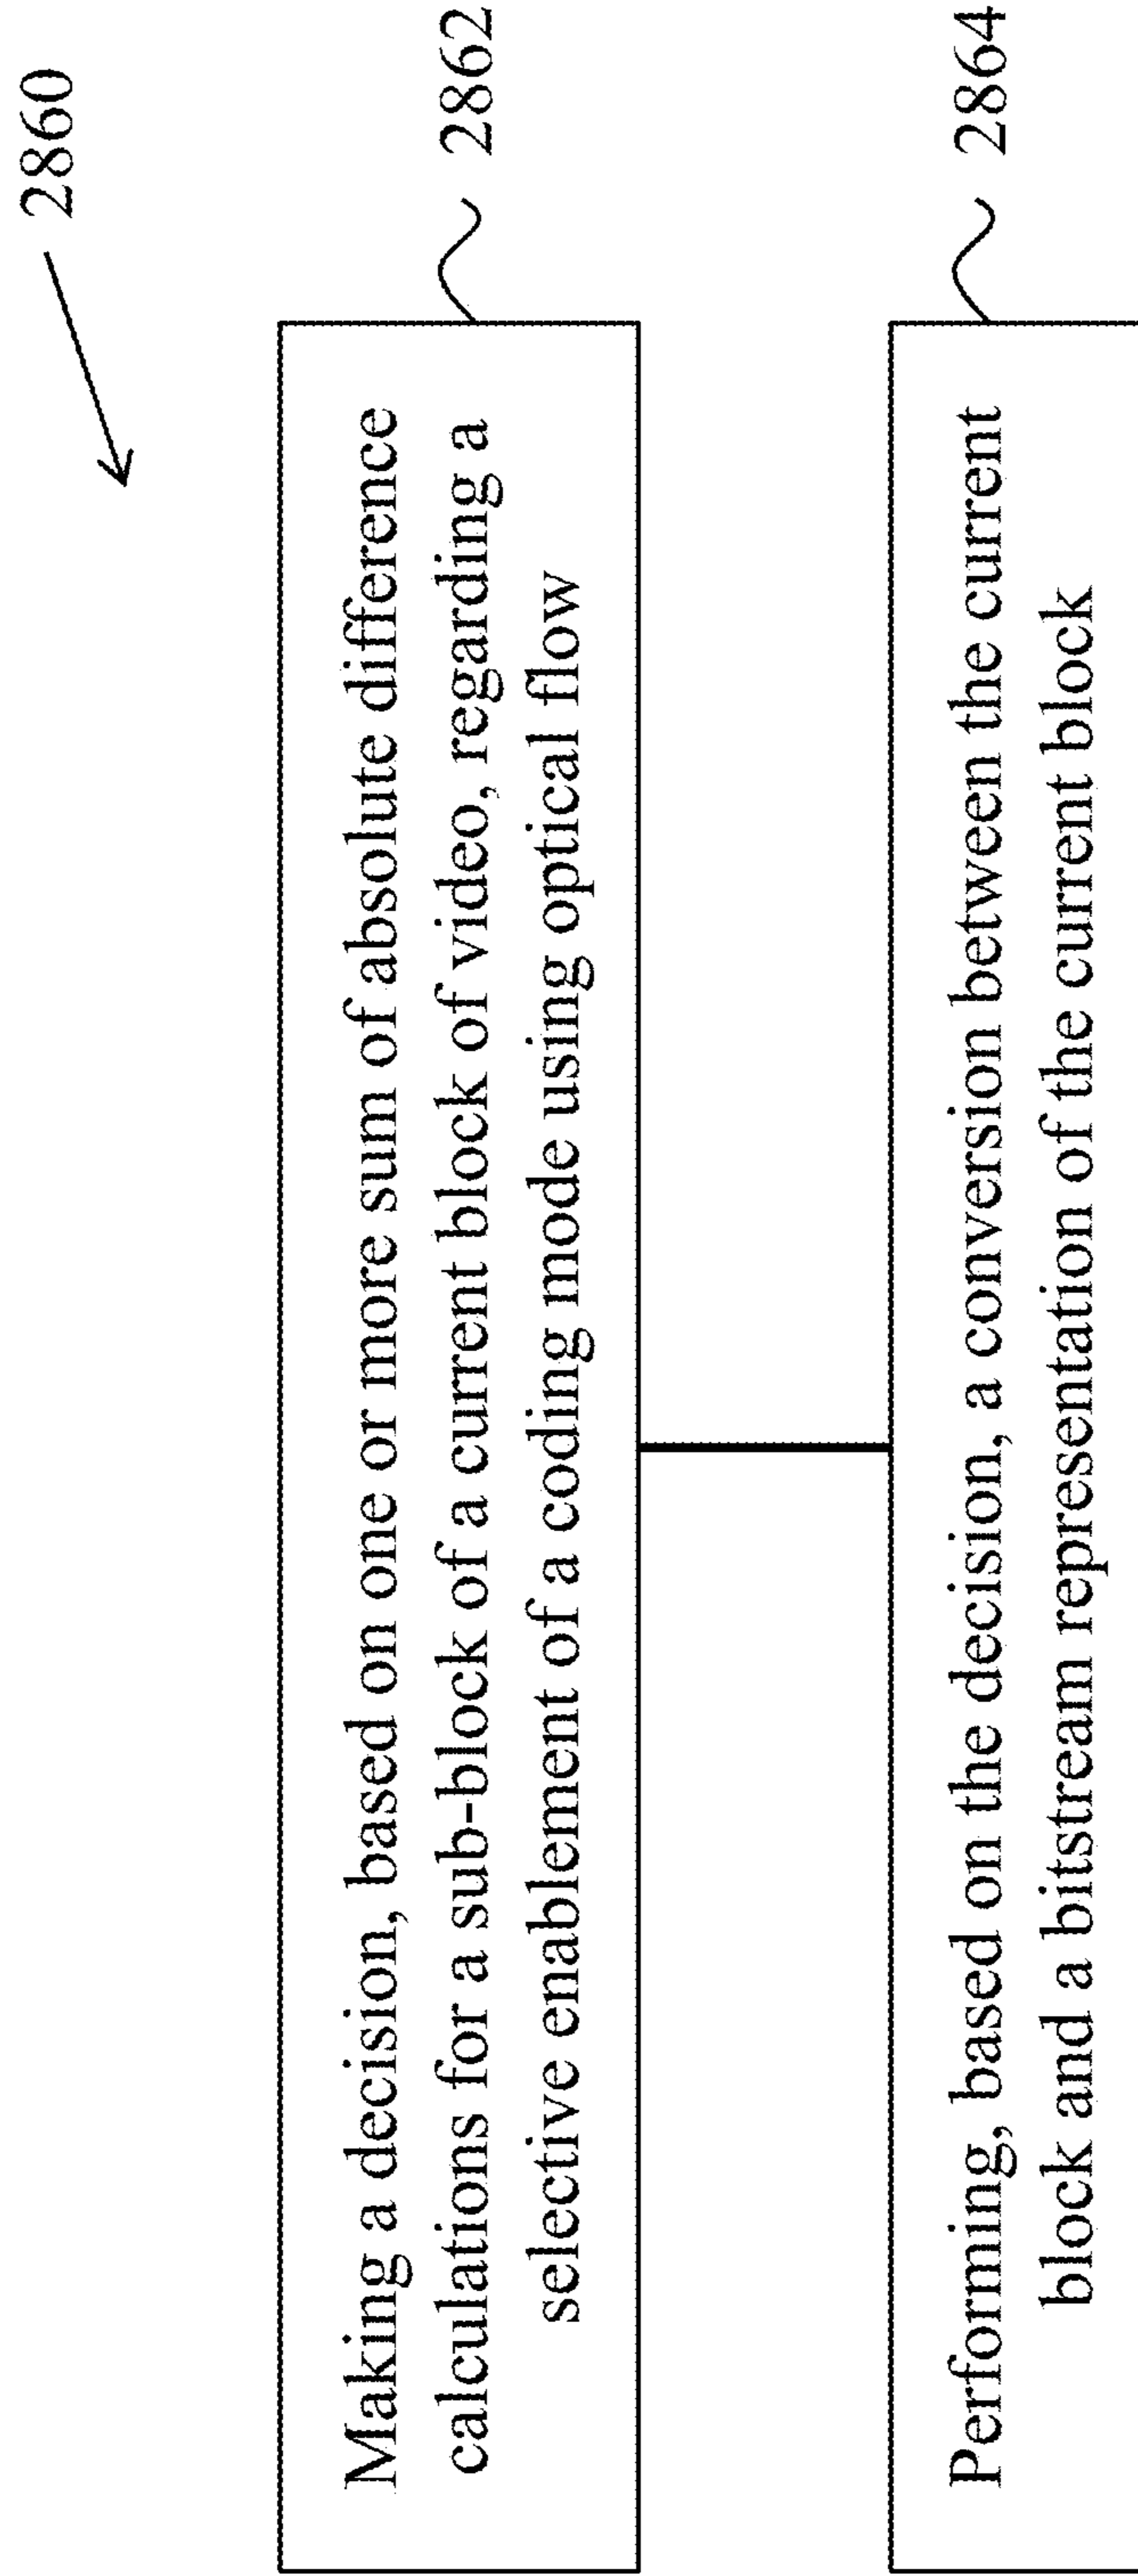 2860
Making a decision, based on one or more sum of absolute difference
calculations for a sub-block of a current block of video, regarding a
selective enablement of a coding mode using optical flow
2862
Performing, based on the decision, a conversion between the current
block and a bitstream representation of the current block
2864